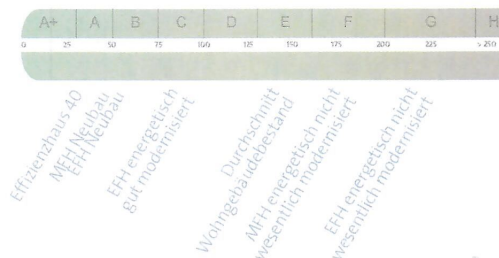 A+ A B C D E F G H
0 25 50 75 100 125 150 175 200 225 > 250
Effizienzhaus 40
MFH Neubau
EFH Neubau
EFH energetisch
gut modernisiert
Durchschnitt
Wohngebäudebestand
MFH energetisch nicht
wesentlich modernisiert
EFH energetisch nicht
wesentlich modernisiert